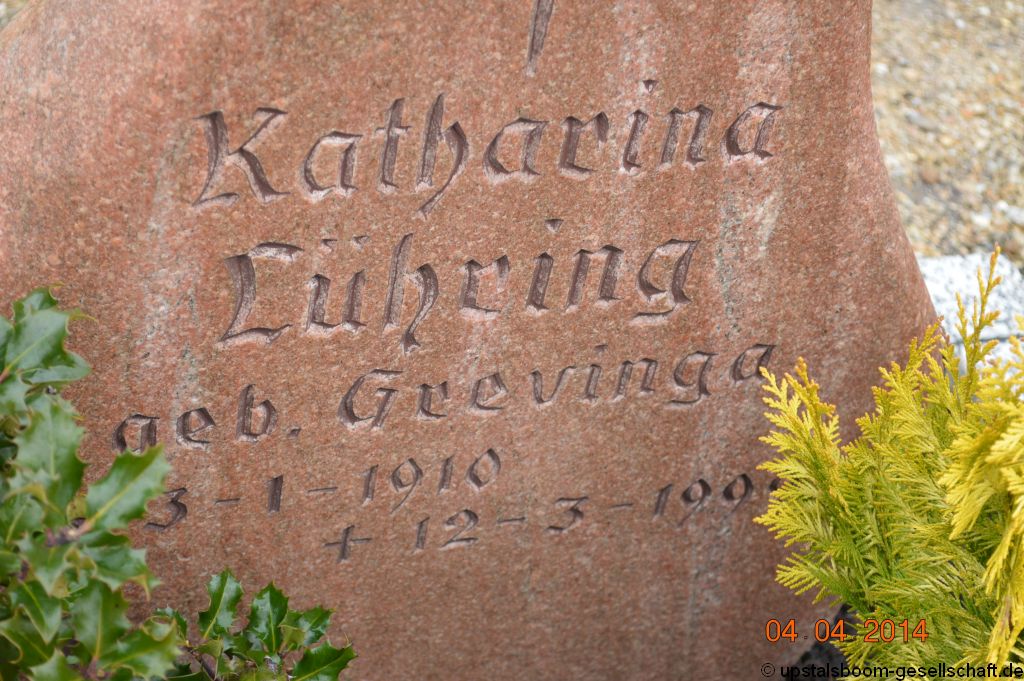 Katharina
Lühring
geb. Grevinga
3-1-1910
+ 12-3-199
04.04.2014
© upstalsboom-gesellschaft.de